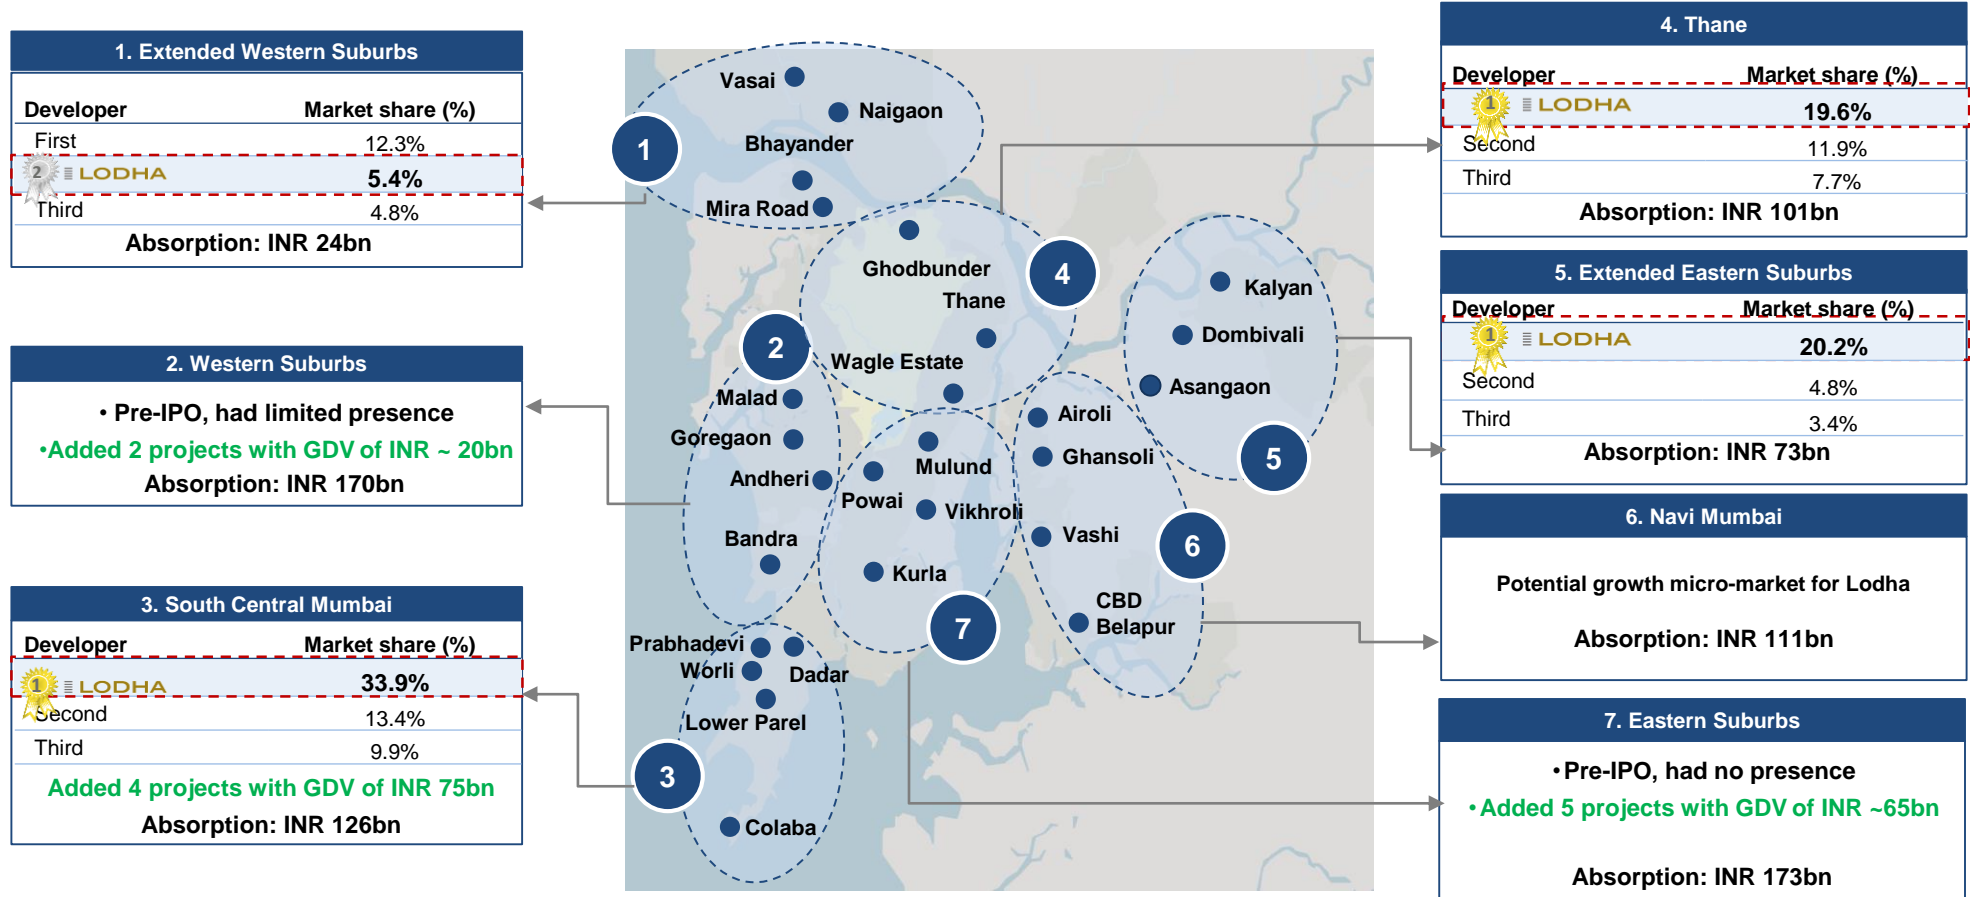 1. Extended Western Suburbs
Developer Market share (%)
First 12.3%
2 LODHA 5.4%
Third 4.8%
Absorption: INR 24bn
2. Western Suburbs
• Pre-IPO, had limited presence
•Added 2 projects with GDV of INR ~ 20bn
Absorption: INR 170bn
3. South Central Mumbai
Developer Market share (%)
1 LODHA 33.9%
Second 13.4%
Third 9.9%
Added 4 projects with GDV of INR 75bn
Absorption: INR 126bn
Vasai
Naigaon
Bhayander
1
Mira Road
Ghodbunder
4
Thane
Kalyan
2
Dombivali
Wagle Estate
Asangaon
Malad
Airoli
Goregaon
Mulund
Ghansoli
5
Andheri
Powai
Vikhroli
Vashi
6
Bandra
Kurla
CBD
Belapur
7
Prabhadevi
Worli
Dadar
Lower Parel
3
Colaba
4. Thane
Developer Market share (%)
1 LODHA 19.6%
Second 11.9%
Third 7.7%
Absorption: INR 101bn
5. Extended Eastern Suburbs
Developer Market share (%)
1 LODHA 20.2%
Second 4.8%
Third 3.4%
Absorption: INR 73bn
6. Navi Mumbai
Potential growth micro-market for Lodha
Absorption: INR 111bn
7. Eastern Suburbs
• Pre-IPO, had no presence
• Added 5 projects with GDV of INR ~65bn
Absorption: INR 173bn